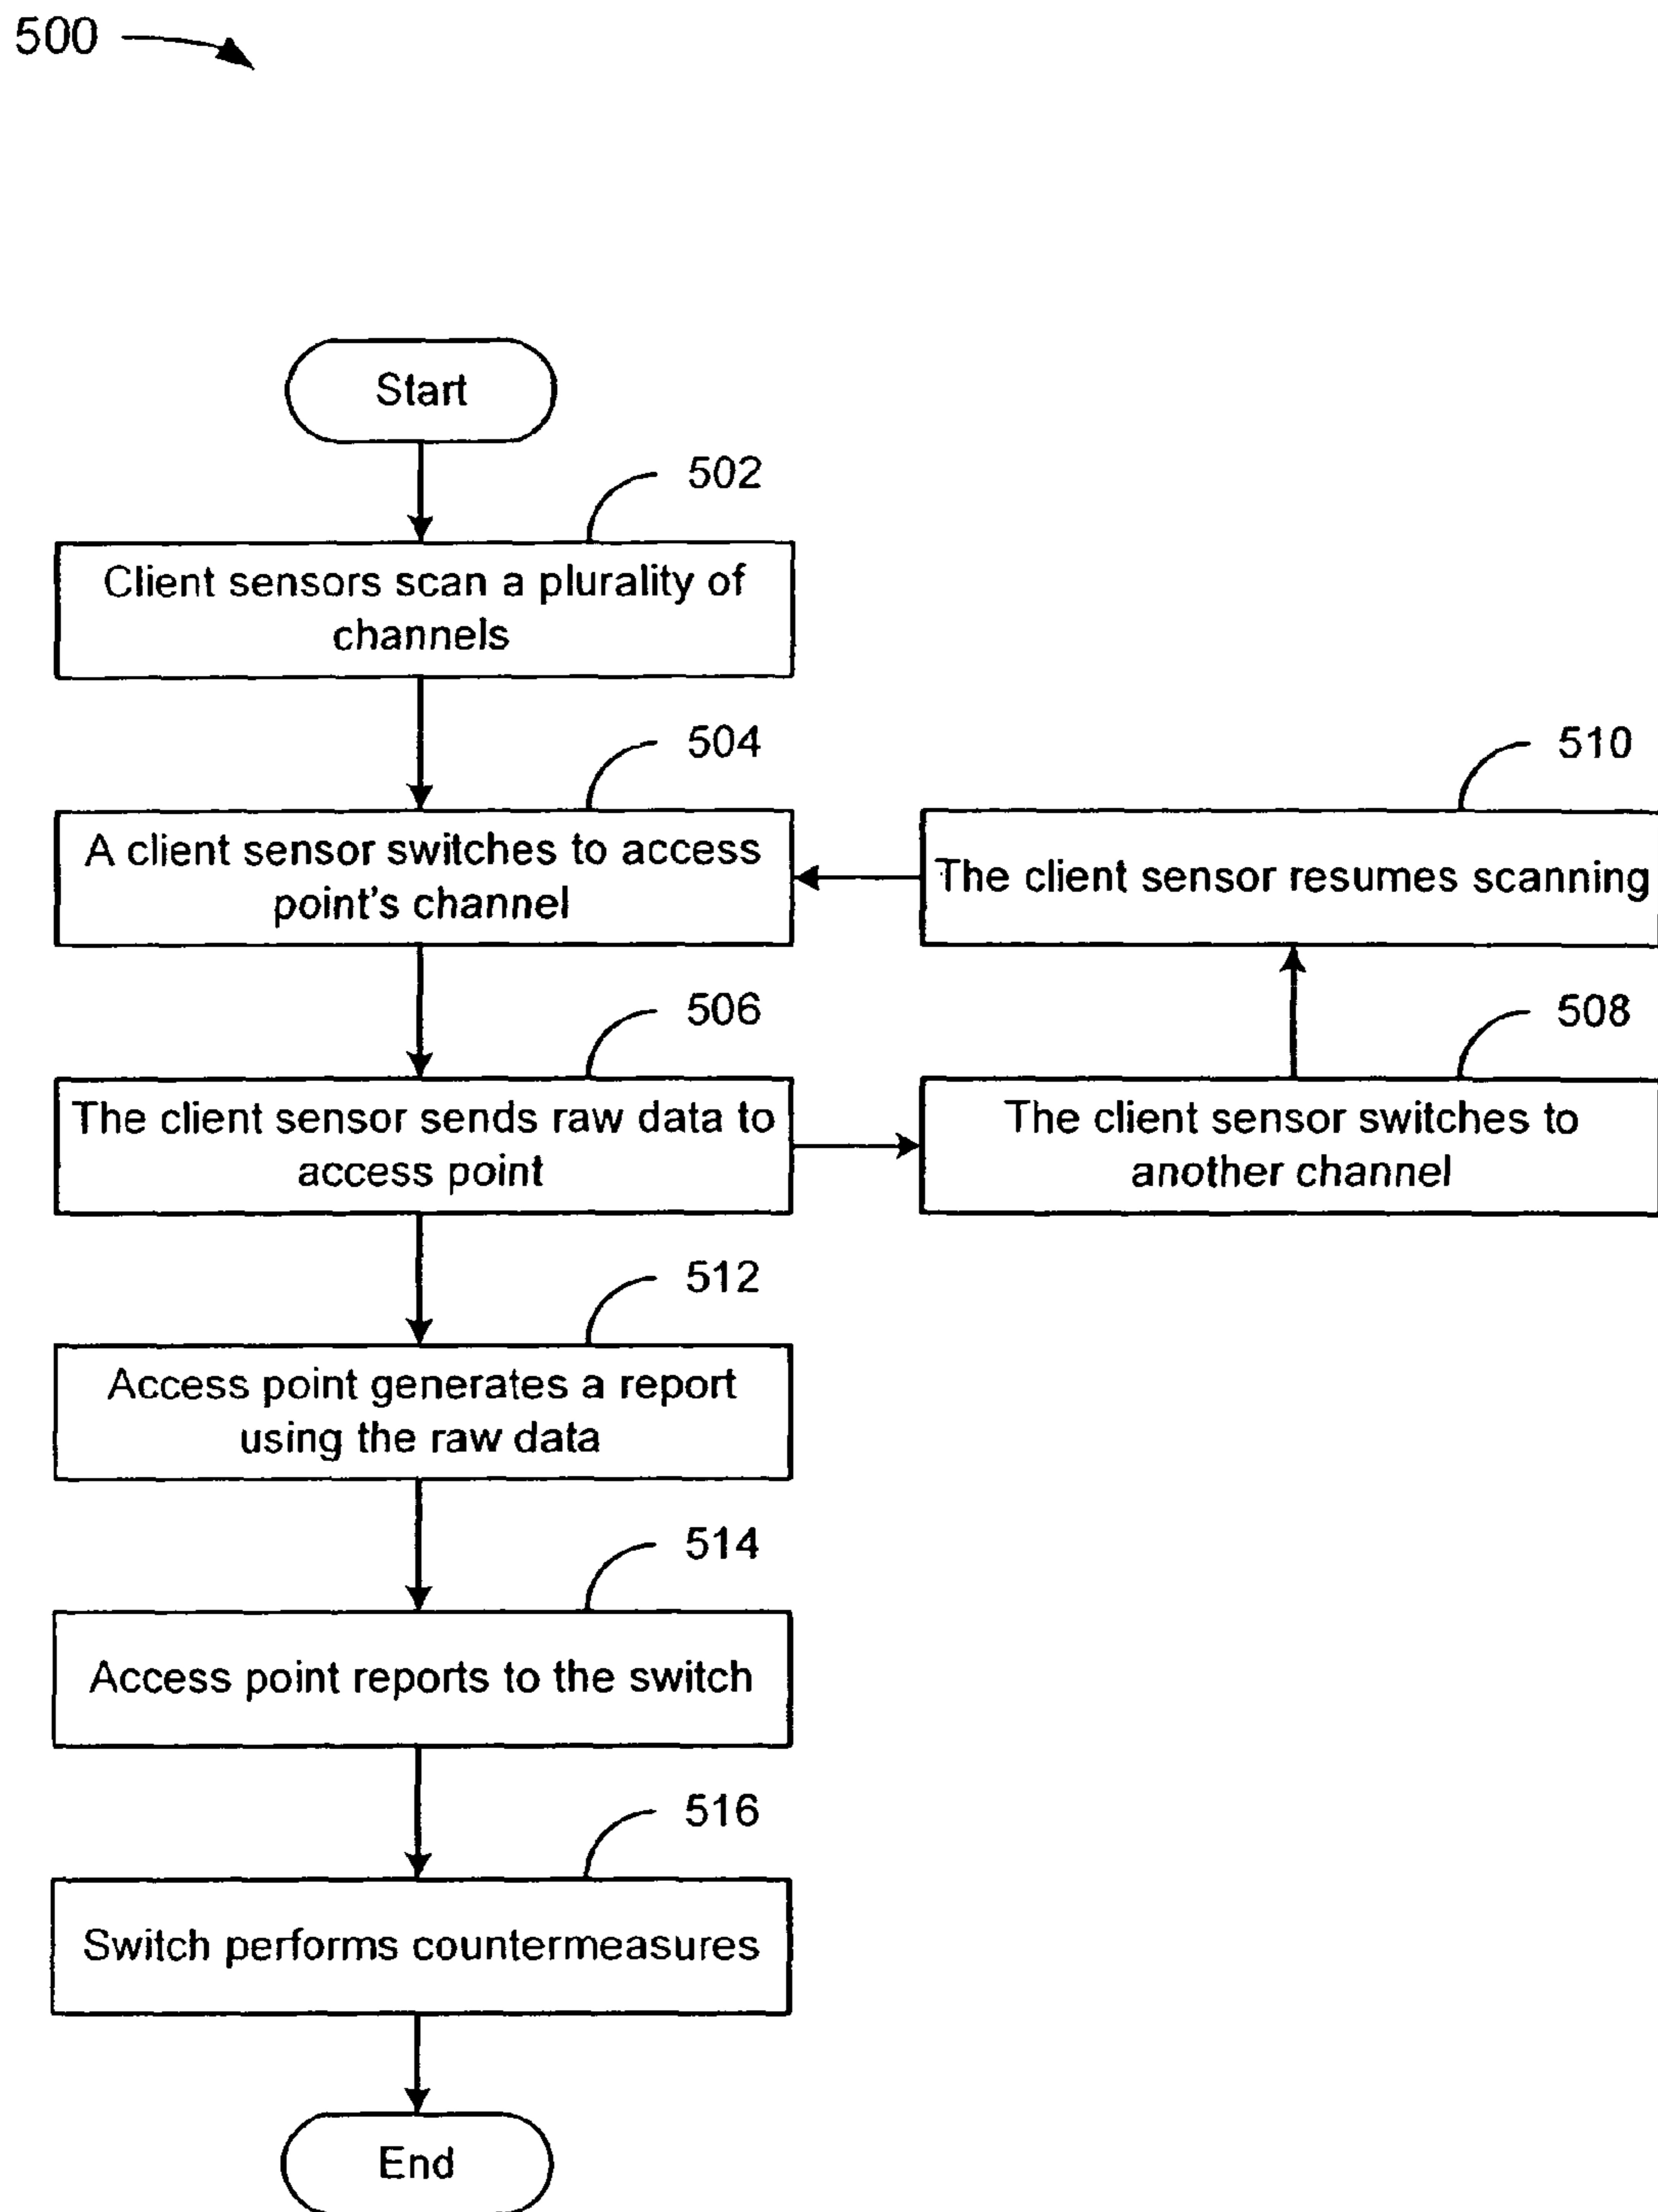 500
Start
502
Client sensors scan a plurality of
channels
504
A client sensor switches to access
point's channel
510
The client sensor resumes scanning
506
The client sensor sends raw data to
access point
508
The client sensor switches to
another channel
512
Access point generates a report
using the raw data
514
Access point reports to the switch
516
Switch performs countermeasures
End